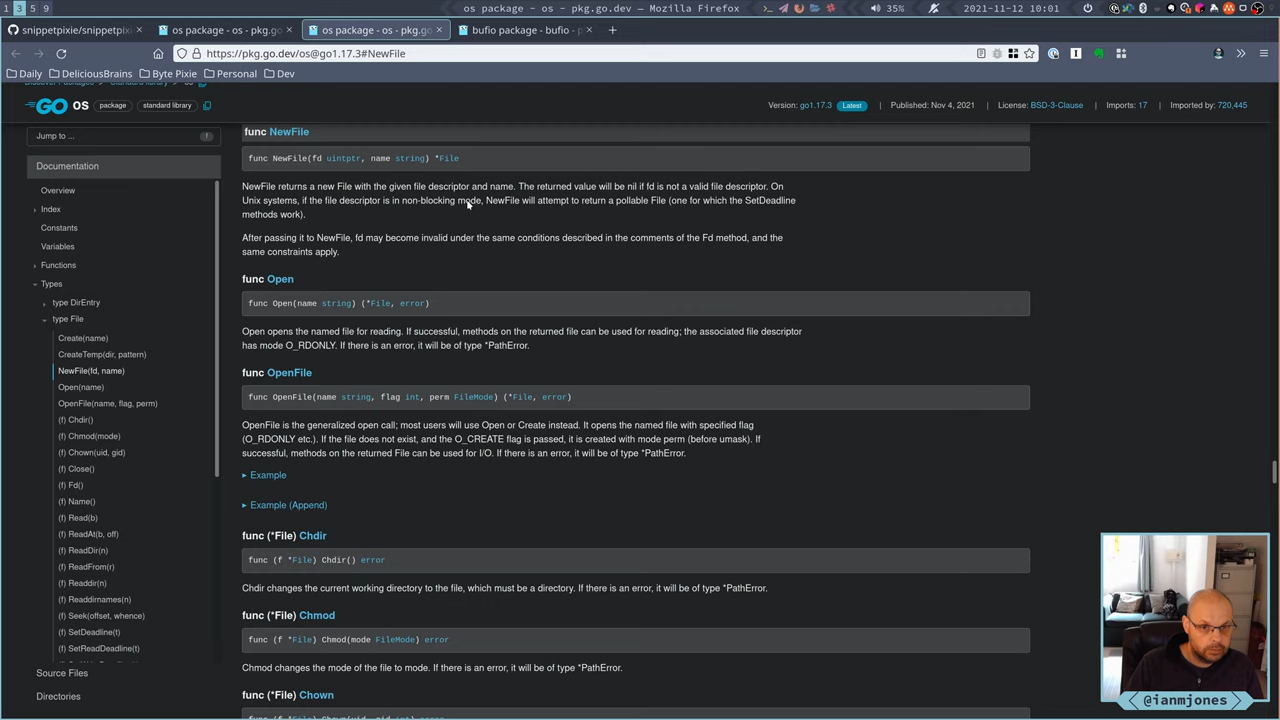 1 3 5 9
os package - os - pkg.go.dev — Mozilla Firefox
35%
2021-11-12 10:01
snippetpixie/snippetpix
os package - os - pkg.go
os package - os - pkg.go
bufio package - bufio - p
https://pkg.go.dev/os@go1.17.3#NewFile
Daily
DeliciousBrains
Byte Pixie
Personal
Dev
GO os package standard library
Version: go1.17.3 Latest | Published: Nov 4, 2021 | License: BSD-3-Clause | Imports: 17 | Imported by: 720,445
Jump to ... f
Documentation
Overview
Index
Constants
Variables
Functions
Types
type DirEntry
type File
Create(name)
CreateTemp(dir, pattern)
NewFile(fd, name)
Open(name)
OpenFile(name, flag, perm)
(f) Chdir()
(f) Chmod(mode)
(f) Chown(uid, gid)
(f) Close()
(f) Fd()
(f) Name()
(f) Read(b)
(f) ReadAt(b, off)
(f) ReadDir(n)
(f) ReadFrom(r)
(f) Readdir(n)
(f) Readdirnames(n)
(f) Seek(offset, whence)
(f) SetDeadline(t)
(f) SetReadDeadline(t)
Source Files
Directories
func NewFile
func NewFile(fd uintptr, name string) *File
NewFile returns a new File with the given file descriptor and name. The returned value will be nil if fd is not a valid file descriptor. On
Unix systems, if the file descriptor is in non-blocking mode, NewFile will attempt to return a pollable File (one for which the SetDeadline
methods work).
After passing it to NewFile, fd may become invalid under the same conditions described in the comments of the Fd method, and the
same constraints apply.
func Open
func Open(name string) (*File, error)
Open opens the named file for reading. If successful, methods on the returned file can be used for reading; the associated file descriptor
has mode O_RDONLY. If there is an error, it will be of type *PathError.
func OpenFile
func OpenFile(name string, flag int, perm FileMode) (*File, error)
OpenFile is the generalized open call; most users will use Open or Create instead. It opens the named file with specified flag
(O_RDONLY etc.). If the file does not exist, and the O_CREATE flag is passed, it is created with mode perm (before umask). If
successful, methods on the returned File can be used for I/O. If there is an error, it will be of type *PathError.
Example
Example (Append)
func (*File) Chdir
func (f *File) Chdir() error
Chdir changes the current working directory to the file, which must be a directory. If there is an error, it will be of type *PathError.
func (*File) Chmod
func (f *File) Chmod(mode FileMode) error
Chmod changes the mode of the file to mode. If there is an error, it will be of type *PathError.
func (*File) Chown
@ianmjones